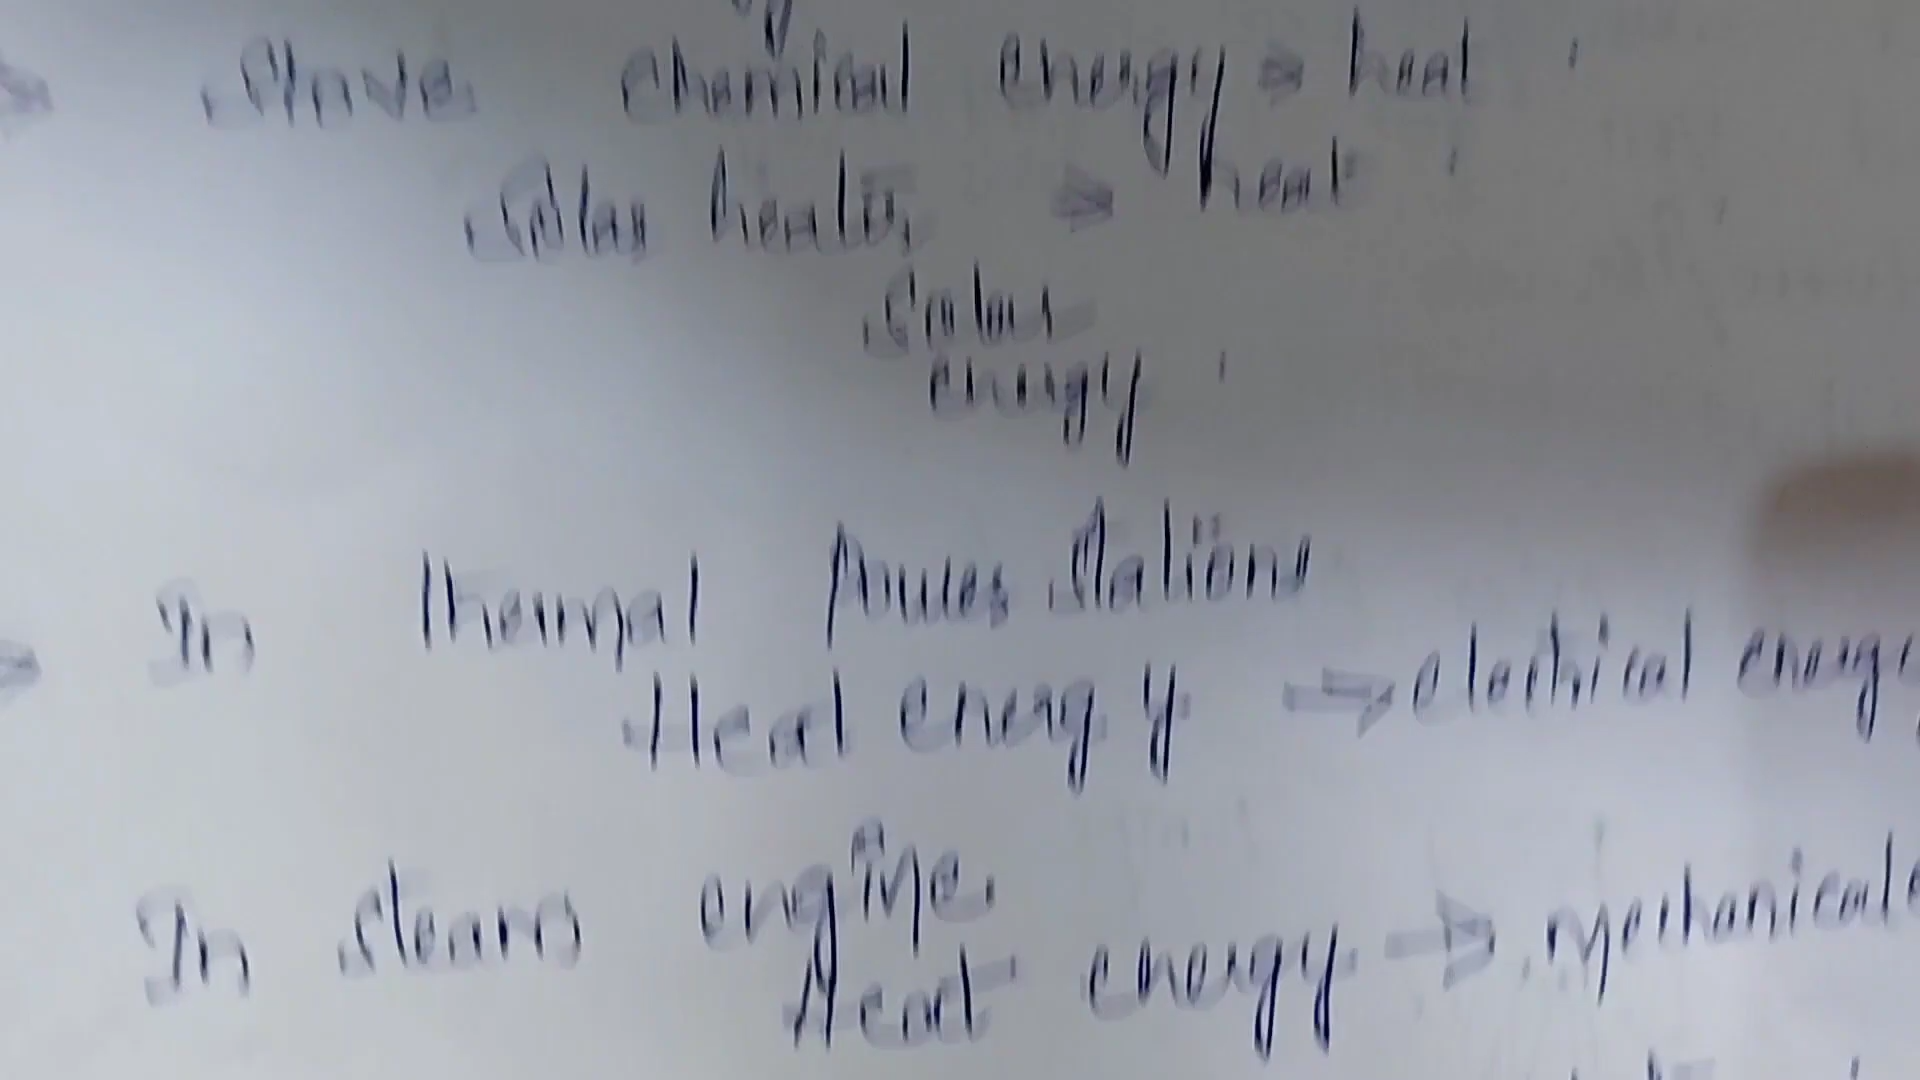 → Stove chemical energy → heat
Solar heater → heat
Solar
energy
→ In thermal Power Stations
Heat energy → electrical energy
In steam engine
Heat energy → mechanical